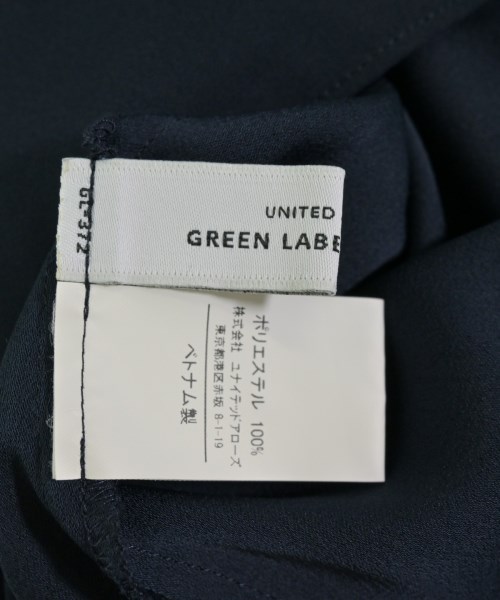 GL-372
UNITED
GREEN LABE
ポリエステル 100%
株式会社 ユナイテッドアローズ
東京都港区赤坂 8-1-19
ベトナム製